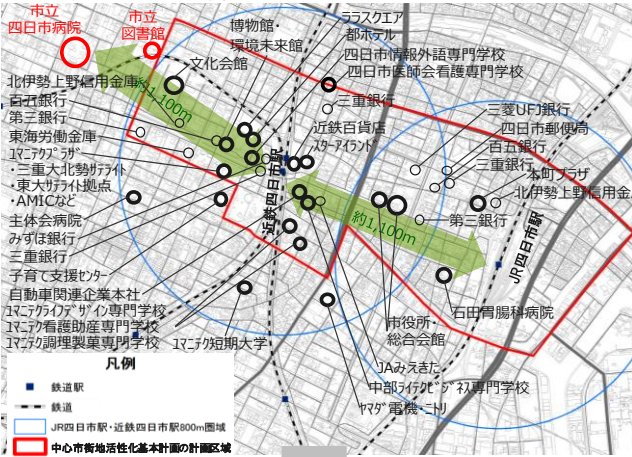 市立
四日市病院
市立
図書館
博物館・
環境未来館
文化会館
ララスクエア
都ホテル
四日市情報外語専門学校
四日市医師会看護専門学校
三重銀行
近鉄百貨店
スターアイランド
三菱UFJ銀行
四日市郵便局
百五銀行
三重銀行
本町プラザ
北伊勢上野信用金
第三銀行
約1,100m
約1,100m
近鉄四日市駅
JR四日市駅
北伊勢上野信用金庫
百五銀行
第三銀行
東海労働金庫
ユマニテクプラザー
・三重大北勢サテライト
・東大サテライト拠点
・AMICなど
主体会病院
みずほ銀行
三重銀行
子育て支援センター
自動車関連企業本社
ユマニテクライフデザイン専門学校
ユマニテク看護助産専門学校
ユマニテク調理製菓専門学校
ユマニテク短期大学
石田胃腸科病院
市役所・
総合会館
JAみえきた
中部ライテクビジネス専門学校
ヤマダ電機・ニトリ
凡例
鉄道駅
鉄道
JR四日市駅・近鉄四日市駅800m圏域
中心市街地活性化基本計画の計画区域